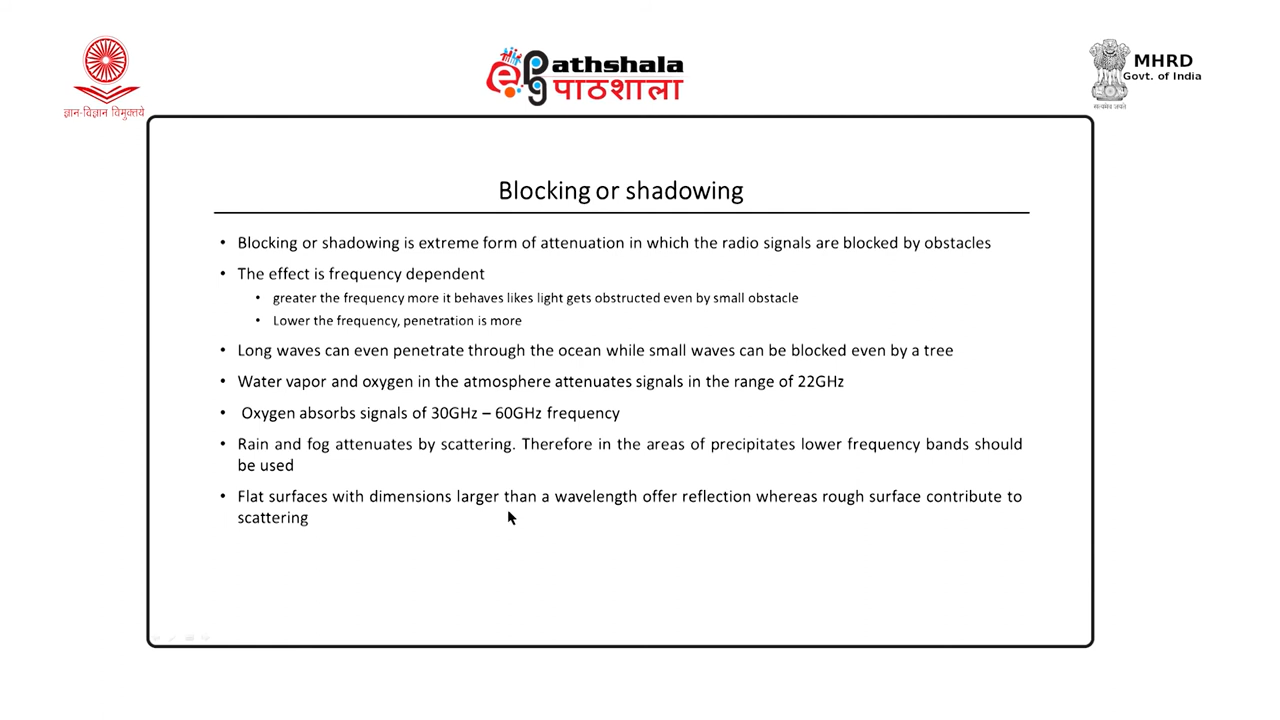 ज्ञान-विज्ञान विमुक्तये
ePG athshala
पाठशाला
MHRD
Govt. of India
सत्यमेव जयते
Blocking or shadowing
• Blocking or shadowing is extreme form of attenuation in which the radio signals are blocked by obstacles
• The effect is frequency dependent
• greater the frequency more it behaves likes light gets obstructed even by small obstacle
• Lower the frequency, penetration is more
• Long waves can even penetrate through the ocean while small waves can be blocked even by a tree
• Water vapor and oxygen in the atmosphere attenuates signals in the range of 22GHz
• Oxygen absorbs signals of 30GHz – 60GHz frequency
• Rain and fog attenuates by scattering. Therefore in the areas of precipitates lower frequency bands should
be used
• Flat surfaces with dimensions larger than a wavelength offer reflection whereas rough surface contribute to
scattering